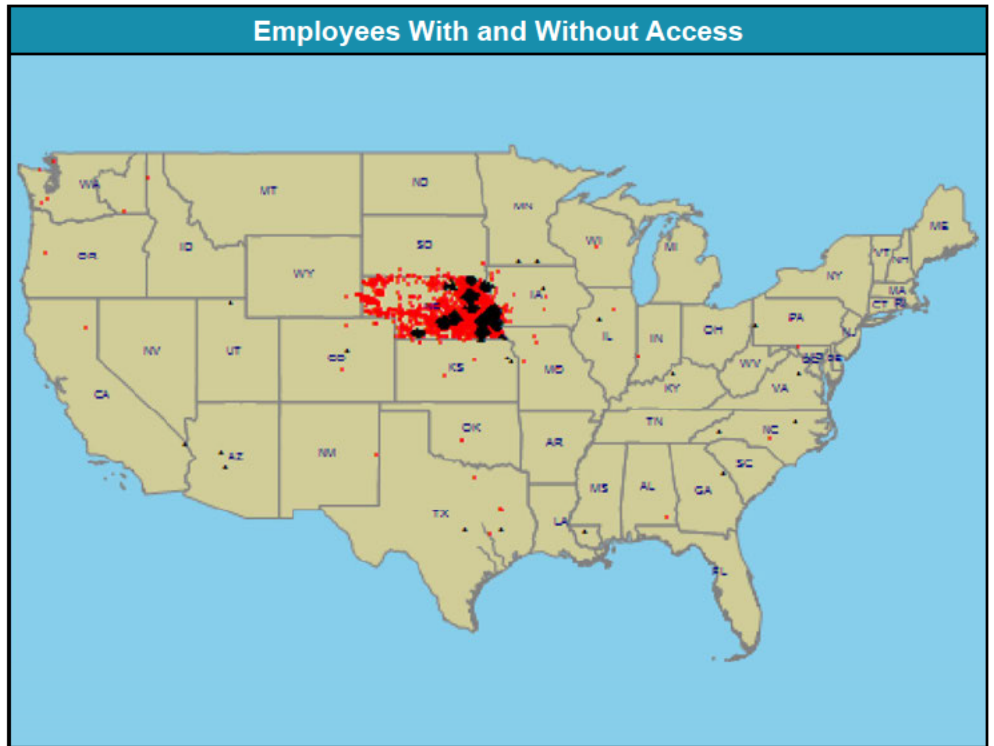 Employees With and Without Access
WA
MT
ND
MN
ME
OR
ID
SD
WI
MI
VT
NH
WY
NY
MA
CT
RI
IA
NV
UT
CO
IL
IN
OH
PA
NJ
CA
KS
MO
WV
VA
KY
AZ
NM
OK
AR
TN
NC
SC
TX
LA
MS
AL
GA
FL